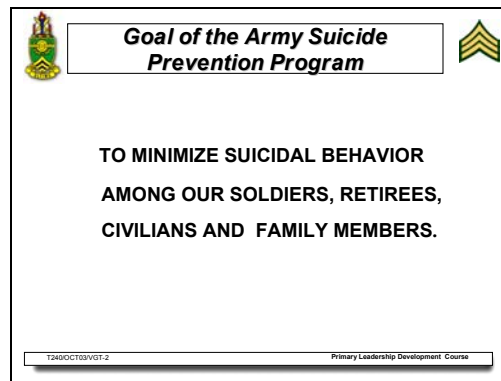 Goal of the Army Suicide
Prevention Program
TO MINIMIZE SUICIDAL BEHAVIOR
AMONG OUR SOLDIERS, RETIREES,
CIVILIANS AND FAMILY MEMBERS.
T240/OCT03/VGT-2
Primary Leadership Development Course